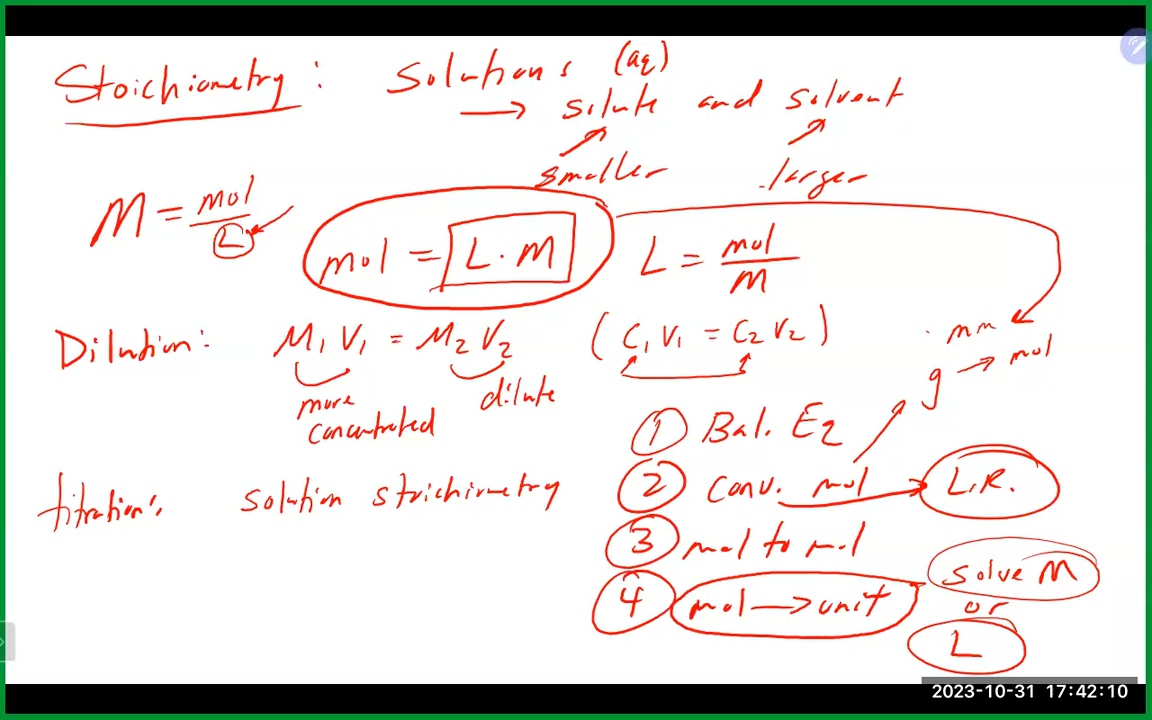 Stoichiometry: Solutions (aq)
→ solute and solvent
smaller larger
M = mol / L
mol = L · M
L = mol / M
Dilution: M₁V₁ = M₂V₂ (C₁V₁ = C₂V₂)
more concentrated
dilute
mm
g → mol
① Bal. Eq
② Conv. mol → L.R.
③ mol to mol
④ mol → unit
solve M
or
L
titration: solution stoichiometry
2023-10-31 17:42:10